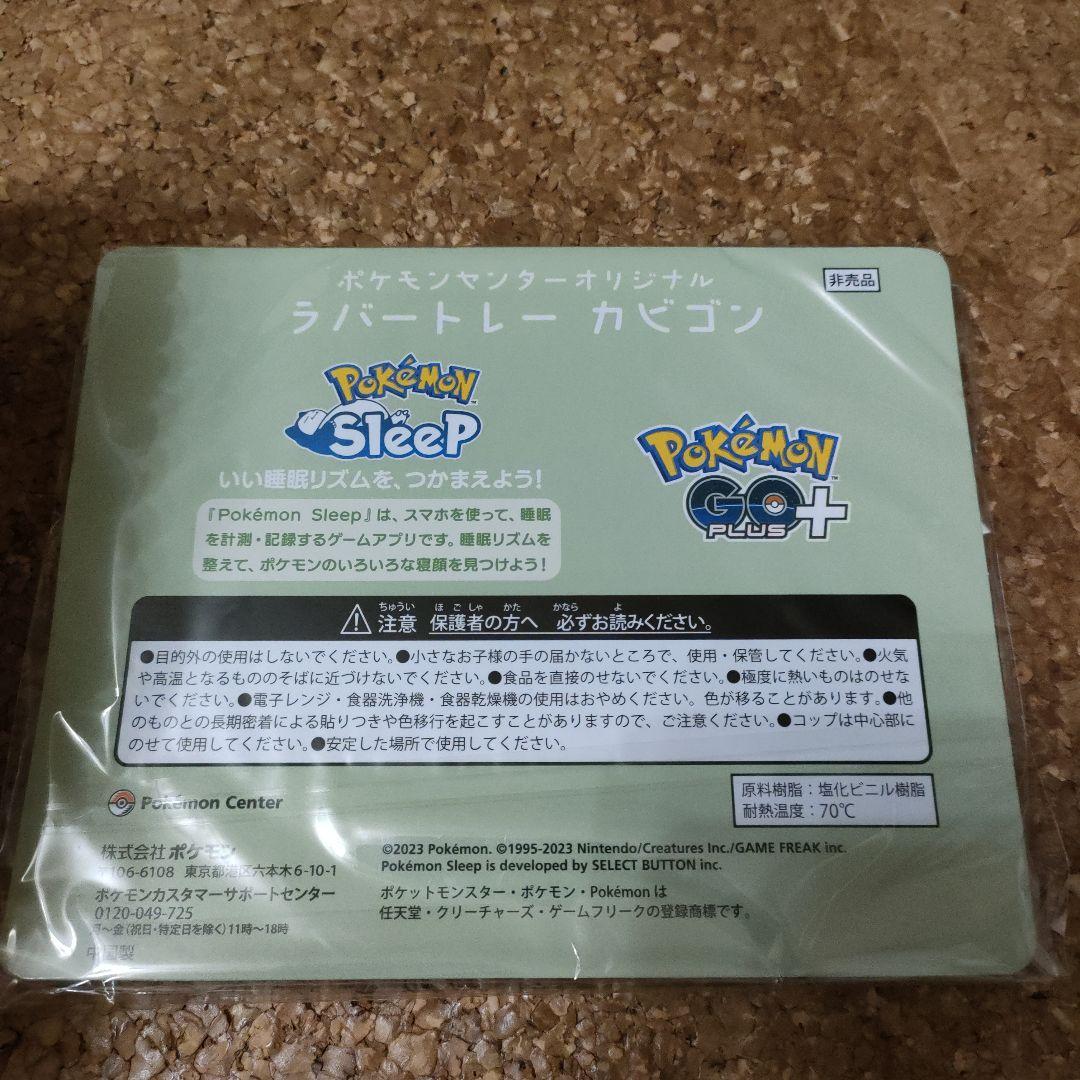 ポケモンセンターオリジナル
非売品
ラバートレー カビゴン
POKéMON
Sleep
いい睡眠リズムを、つかまえよう!
『Pokémon Sleep』は、スマホを使って、睡眠
を計測・記録するゲームアプリです。睡眠リズムを
整えて、ポケモンのいろいろな寝顔を見つけよう!
POKéMON
GO
PLUS+
ちゅうい ほごしゃ かた かなら よ
注意 保護者の方へ 必ずお読みください。
●目的外の使用はしないでください。●小さなお子様の手の届かないところで、使用・保管してください。●火気
や高温となるもののそばに近づけないでください。●食品を直接のせないでください。●極度に熱いものはのせな
いでください。●電子レンジ・食器洗浄機・食器乾燥機の使用はおやめください。色が移ることがあります。●他
のものとの長期密着による貼りつきや色移行を起こすことがありますので、ご注意ください。●コップは中心部に
のせて使用してください。●安定した場所で使用してください。
原料樹脂:塩化ビニル樹脂
耐熱温度:70℃
Pokémon Center
株式会社ポケモン
〒106-6108 東京都港区六本木6-10-1
ポケモンカスタマーサポートセンター
0120-049-725
月~金(祝日・特定日を除く)11時~18時
中国製
©2023 Pokémon. ©1995-2023 Nintendo/Creatures Inc./GAME FREAK inc.
Pokémon Sleep is developed by SELECT BUTTON inc.
ポケットモンスター・ポケモン・Pokémon は
任天堂・クリーチャーズ・ゲームフリークの登録商標です。